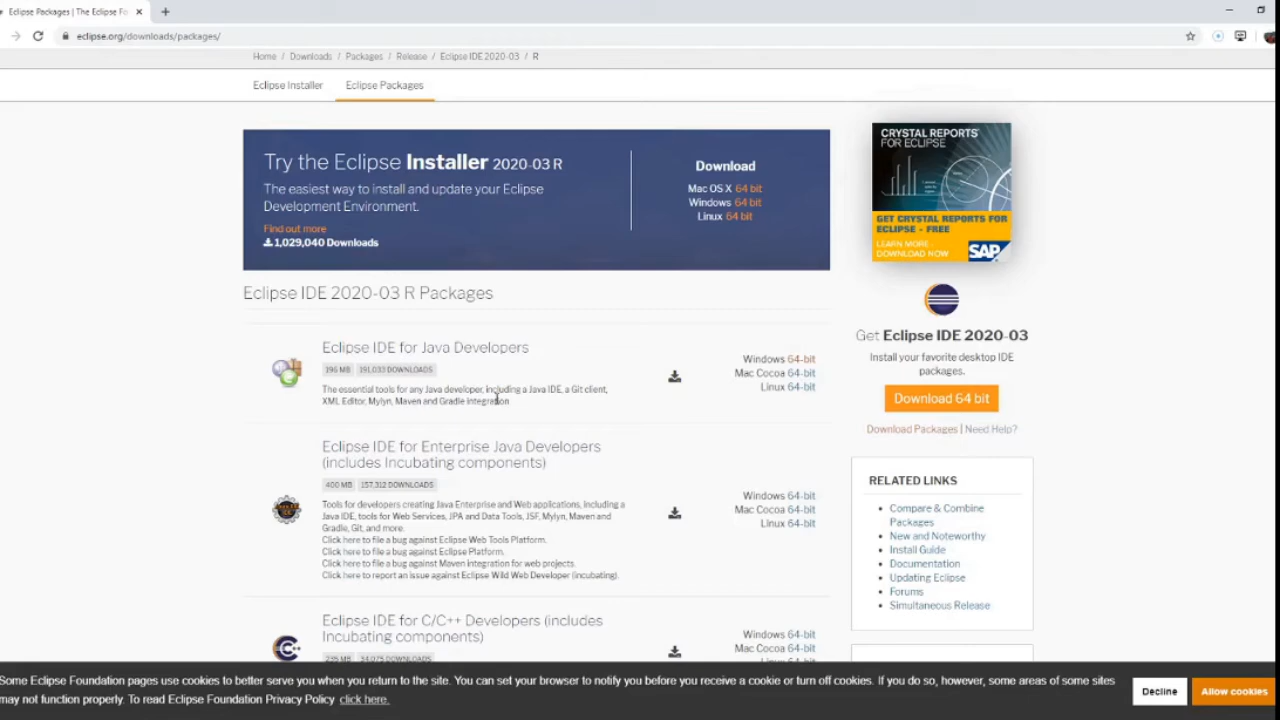 Eclipse Packages | The Eclipse Fo
eclipse.org/downloads/packages/
Home / Downloads / Packages / Release / Eclipse IDE 2020-03 / R
Eclipse Installer Eclipse Packages
Try the Eclipse Installer 2020-03 R
The easiest way to install and update your Eclipse
Development Environment.
Find out more
1,029,040 Downloads
Download
Mac OS X 64 bit
Windows 64 bit
Linux 64 bit
CRYSTAL REPORTS
FOR ECLIPSE
GET CRYSTAL REPORTS FOR
ECLIPSE - FREE
LEARN MORE -
DOWNLOAD NOW
SAP
Eclipse IDE 2020-03 R Packages
Eclipse IDE for Java Developers
196 MB 191,033 DOWNLOADS
The essential tools for any Java developer, including a Java IDE, a Git client,
XML Editor, Mylyn, Maven and Gradle integration
Windows 64-bit
Mac Cocoa 64-bit
Linux 64-bit
Eclipse IDE for Enterprise Java Developers
(includes Incubating components)
400 MB 157,312 DOWNLOADS
Tools for developers creating Java Enterprise and Web applications, including a
Java IDE, tools for Web Services, JPA and Data Tools, JSF, Mylyn, Maven and
Gradle, Git, and more.
Click here to file a bug against Eclipse Web Tools Platform.
Click here to file a bug against Eclipse Platform.
Click here to file a bug against Maven integration for web projects.
Click here to report an issue against Eclipse Wild Web Developer (incubating).
Windows 64-bit
Mac Cocoa 64-bit
Linux 64-bit
Eclipse IDE for C/C++ Developers (includes
Incubating components)
235 MB 34,075 DOWNLOADS
Windows 64-bit
Mac Cocoa 64-bit
Linux 64-bit
Get Eclipse IDE 2020-03
Install your favorite desktop IDE
packages.
Download 64 bit
Download Packages | Need Help?
RELATED LINKS
Compare & Combine
Packages
New and Noteworthy
Install Guide
Documentation
Updating Eclipse
Forums
Simultaneous Release
Some Eclipse Foundation pages use cookies to better serve you when you return to the site. You can set your browser to notify you before you receive a cookie or turn off cookies. If you do so, however, some areas of some sites
may not function properly. To read Eclipse Foundation Privacy Policy click here.
Decline
Allow cookies